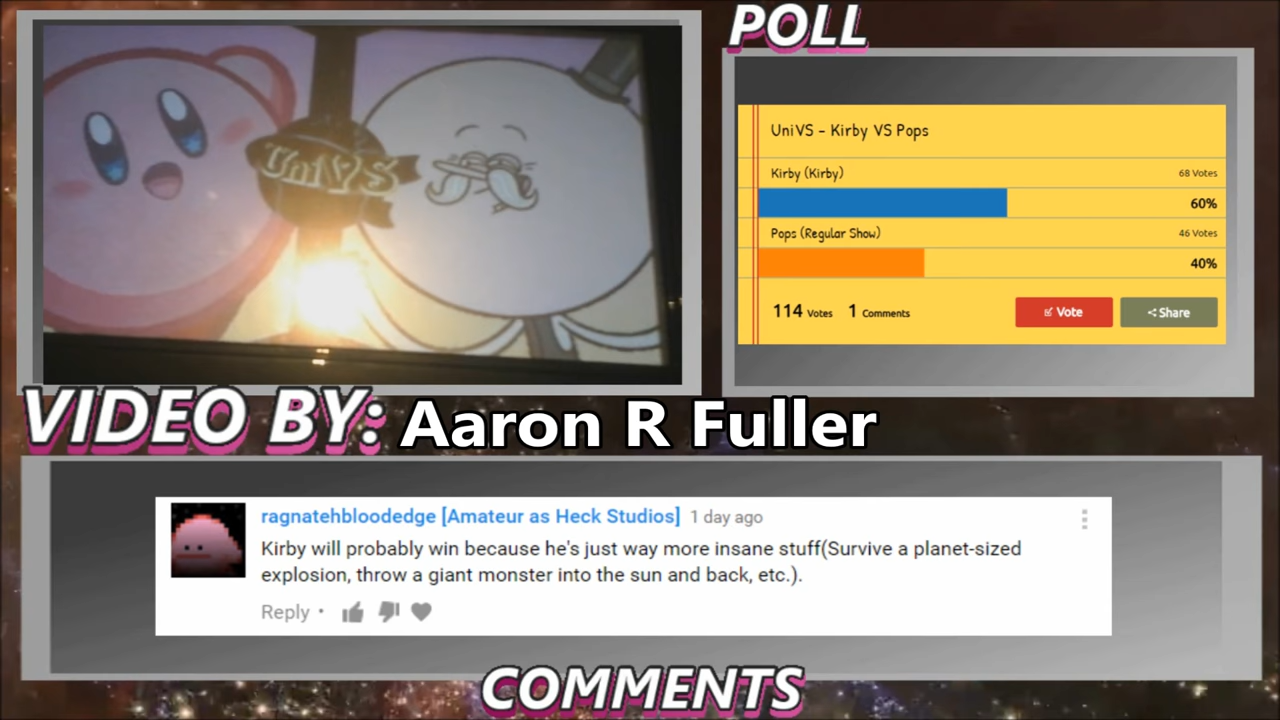 POLL
UniVS
UniVS - Kirby VS Pops
Kirby (Kirby) 68 Votes
60%
Pops (Regular Show) 46 Votes
40%
114 Votes 1 Comments Vote Share
VIDEO BY: Aaron R Fuller
ragnatehbloodedge [Amateur as Heck Studios] 1 day ago
Kirby will probably win because he's just way more insane stuff(Survive a planet-sized
explosion, throw a giant monster into the sun and back, etc.).
Reply •
COMMENTS